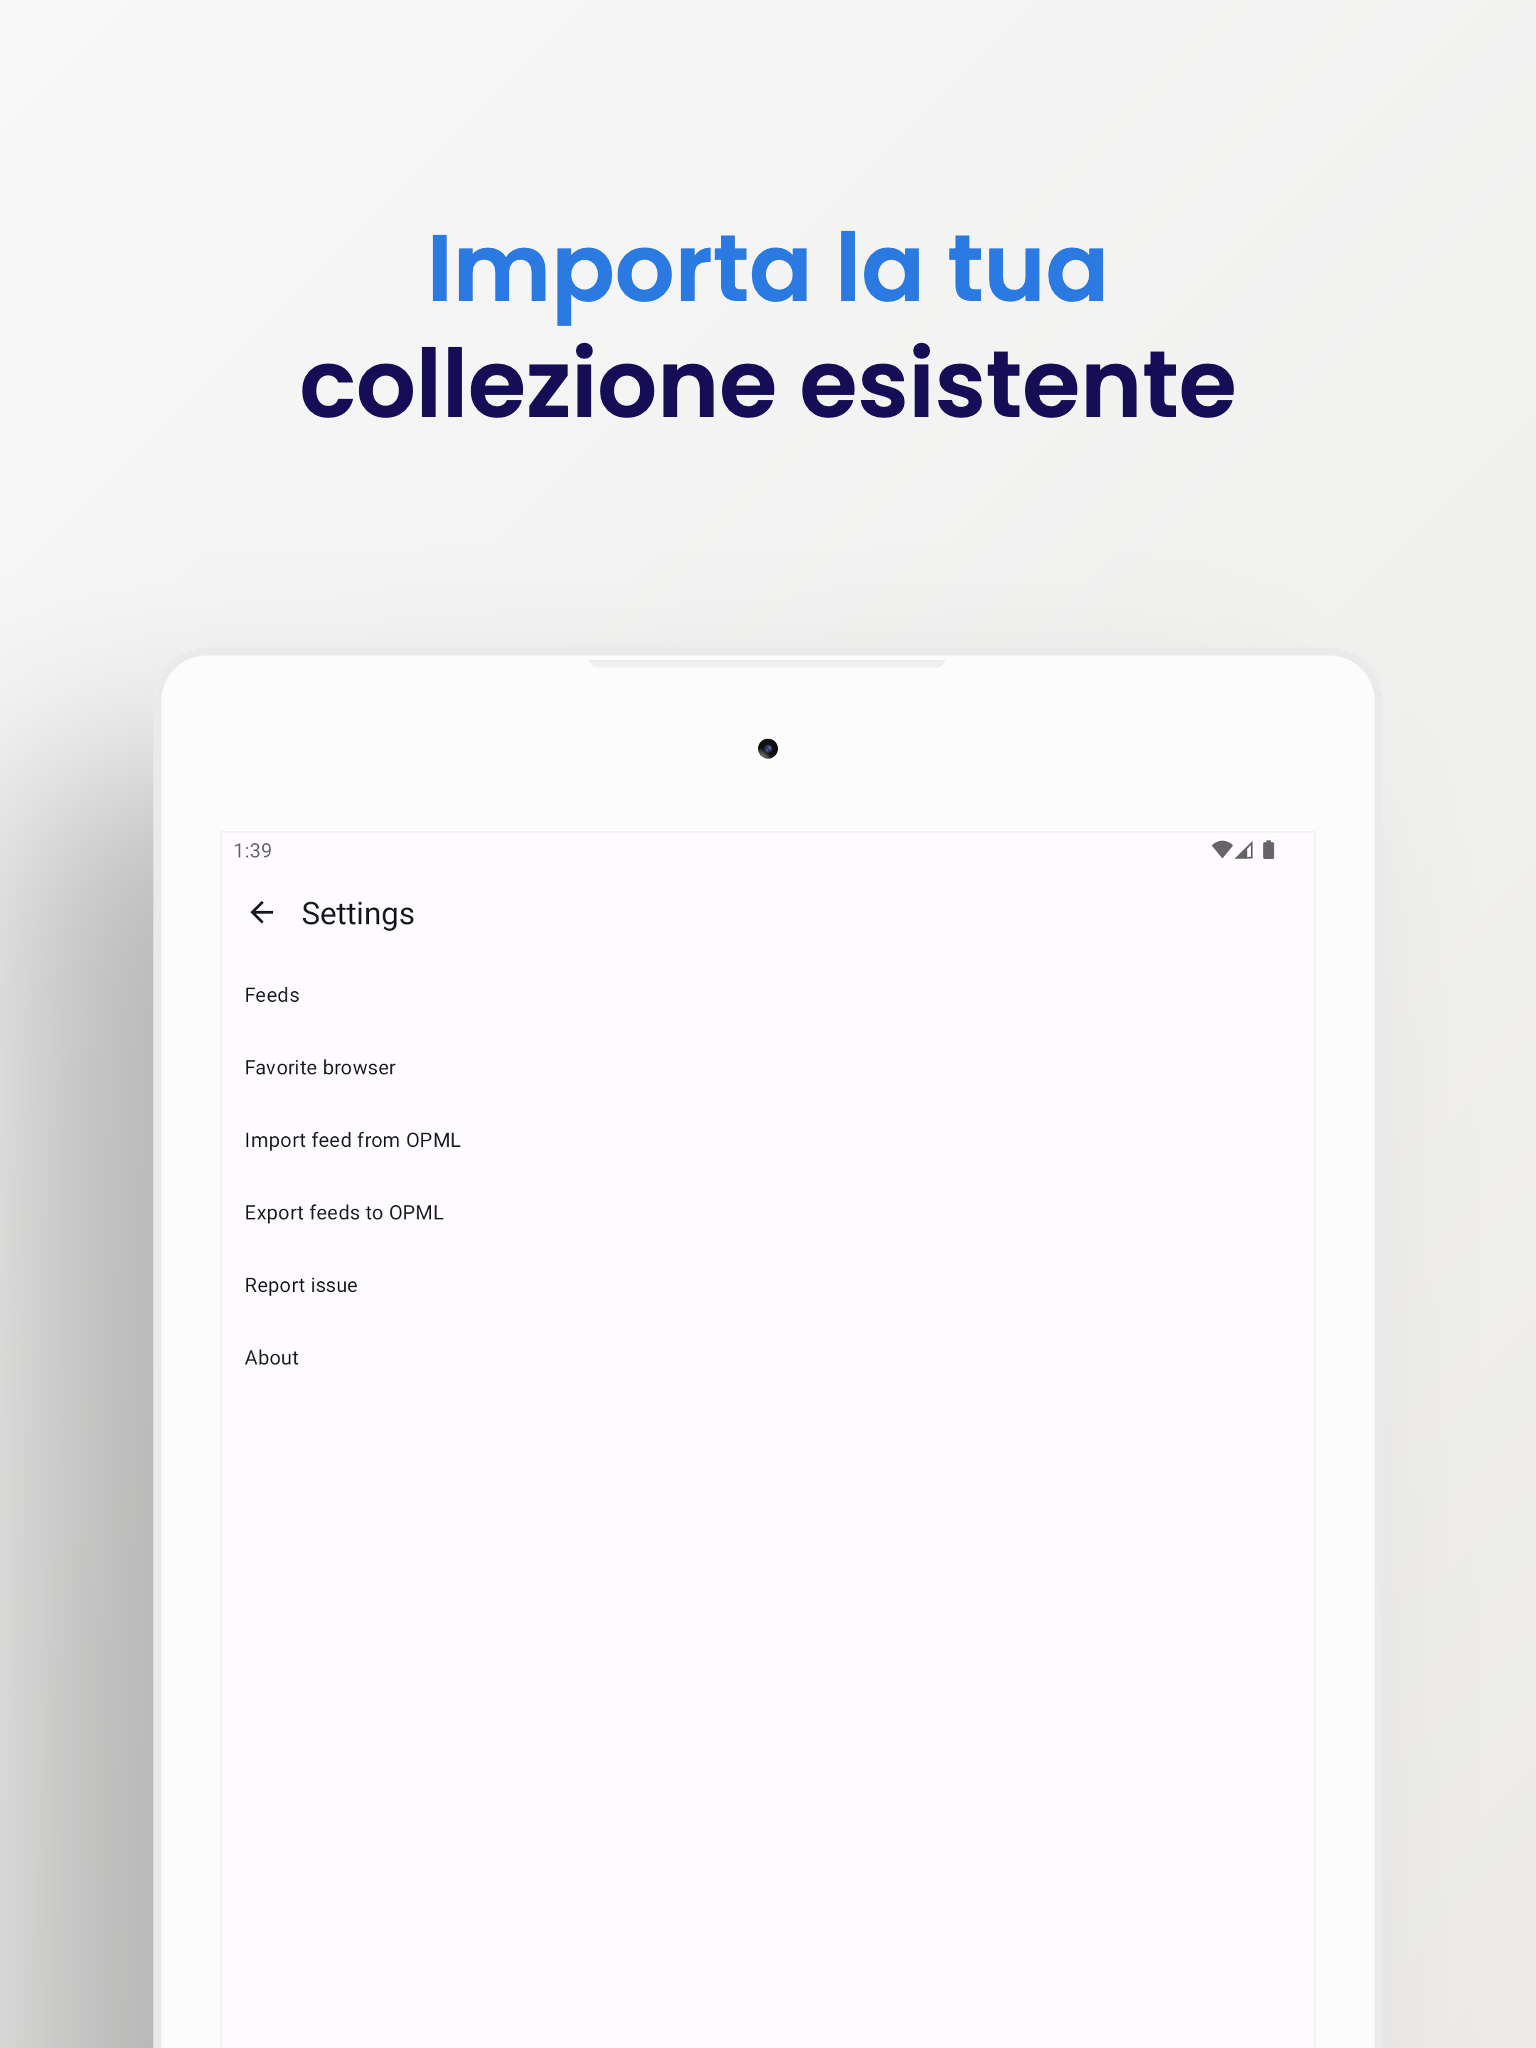 Importa la tua
collezione esistente
1:39
Settings
Feeds
Favorite browser
Import feed from OPML
Export feeds to OPML
Report issue
About